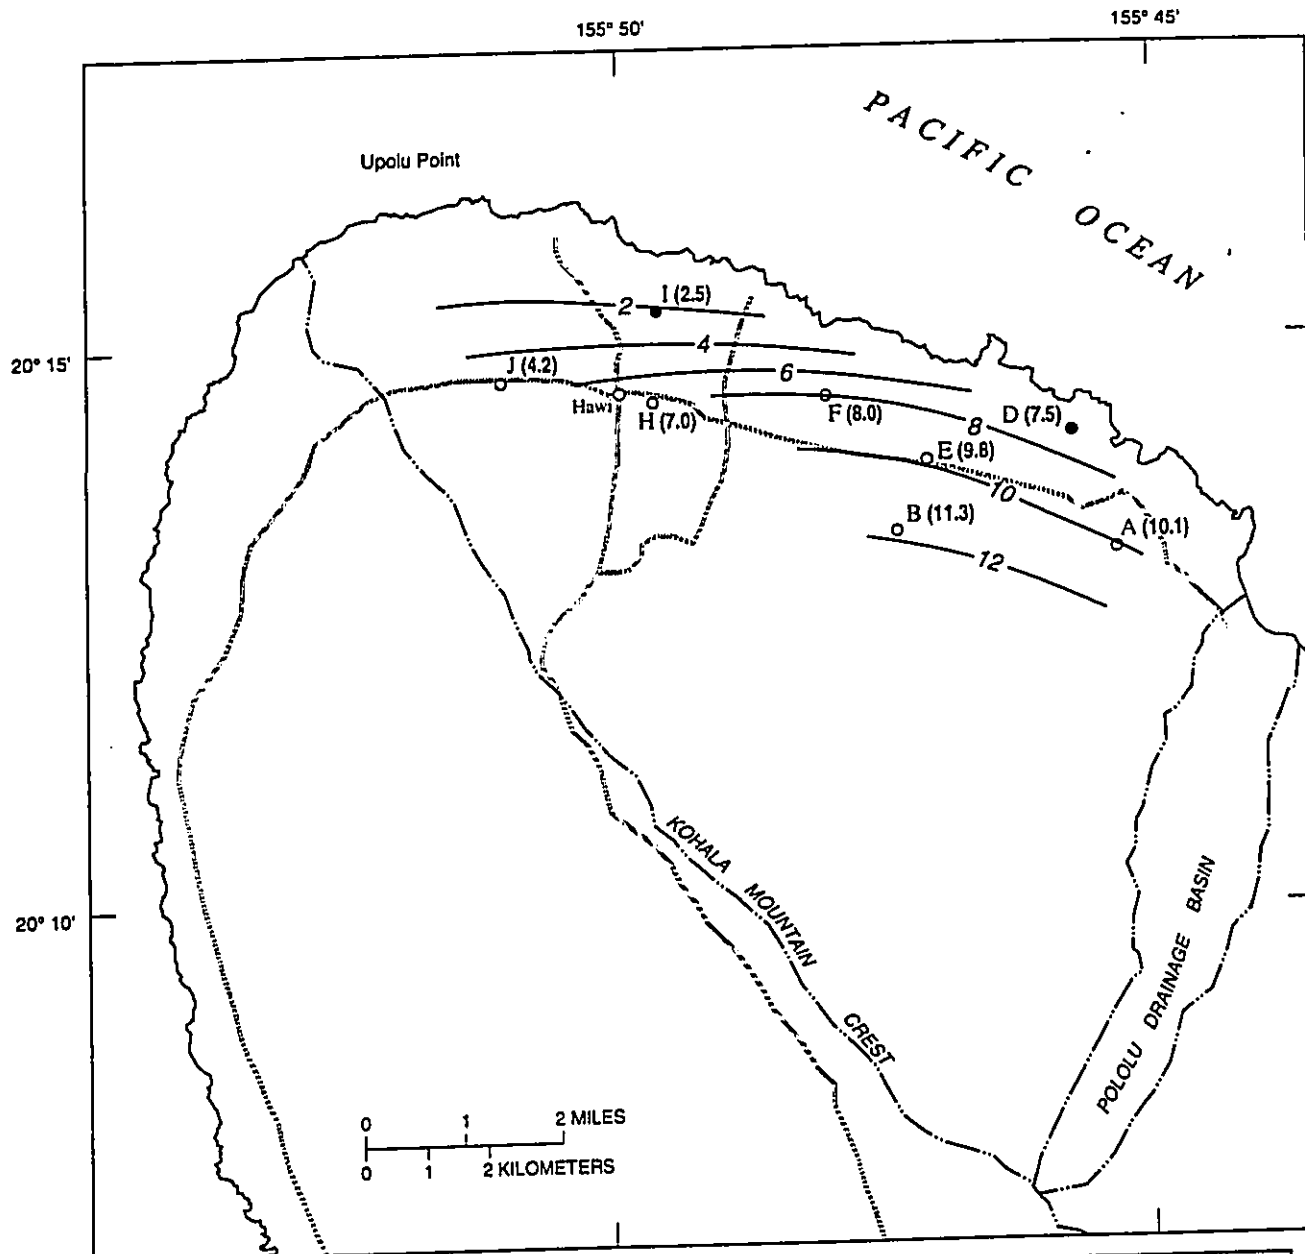 155° 50'
155° 45'
PACIFIC
OCEAN
Upolu Point
2
I (2.5)
20° 15'
4
J (4.2)
6
Hawi
H (7.0)
F (8.0)
8
D (7.5)
E (9.8)
10
B (11.3)
A (10.1)
12
KOHALA
MOUNTAIN
CREST
POLOLU DRAINAGE BASIN
20° 10'
0 1 2 MILES
0 1 2 KILOMETERS